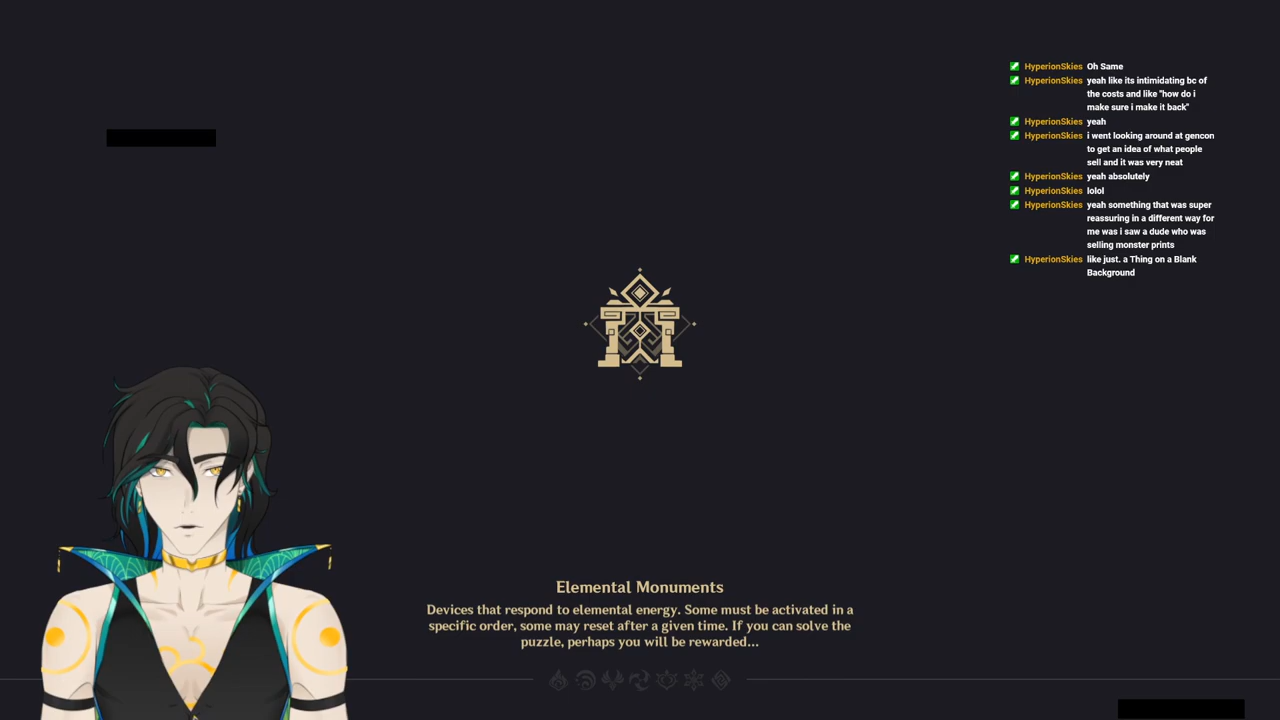 HyperionSkies Oh Same
HyperionSkies yeah like its intimidating bc of
the costs and like "how do i
make sure i make it back"
HyperionSkies yeah
HyperionSkies i went looking around at gencon
to get an idea of what people
sell and it was very neat
HyperionSkies yeah absolutely
HyperionSkies lolol
HyperionSkies yeah something that was super
reassuring in a different way for
me was i saw a dude who was
selling monster prints
HyperionSkies like just. a Thing on a Blank
Background
Elemental Monuments
Devices that respond to elemental energy. Some must be activated in a
specific order, some may reset after a given time. If you can solve the
puzzle, perhaps you will be rewarded...